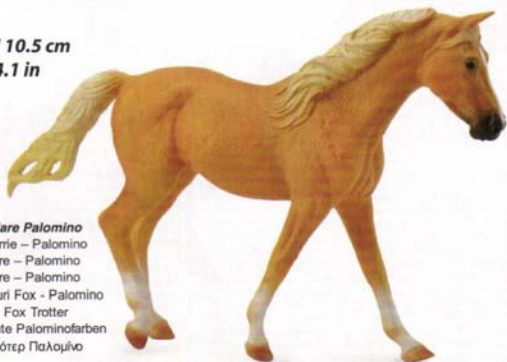 10.5 cm
4.1 in
are Palomino
rrie – Palomino
re – Palomino
re – Palomino
uri Fox - Palomino
Fox Trotter
te Palominofarben
ότερ Παλομίνο